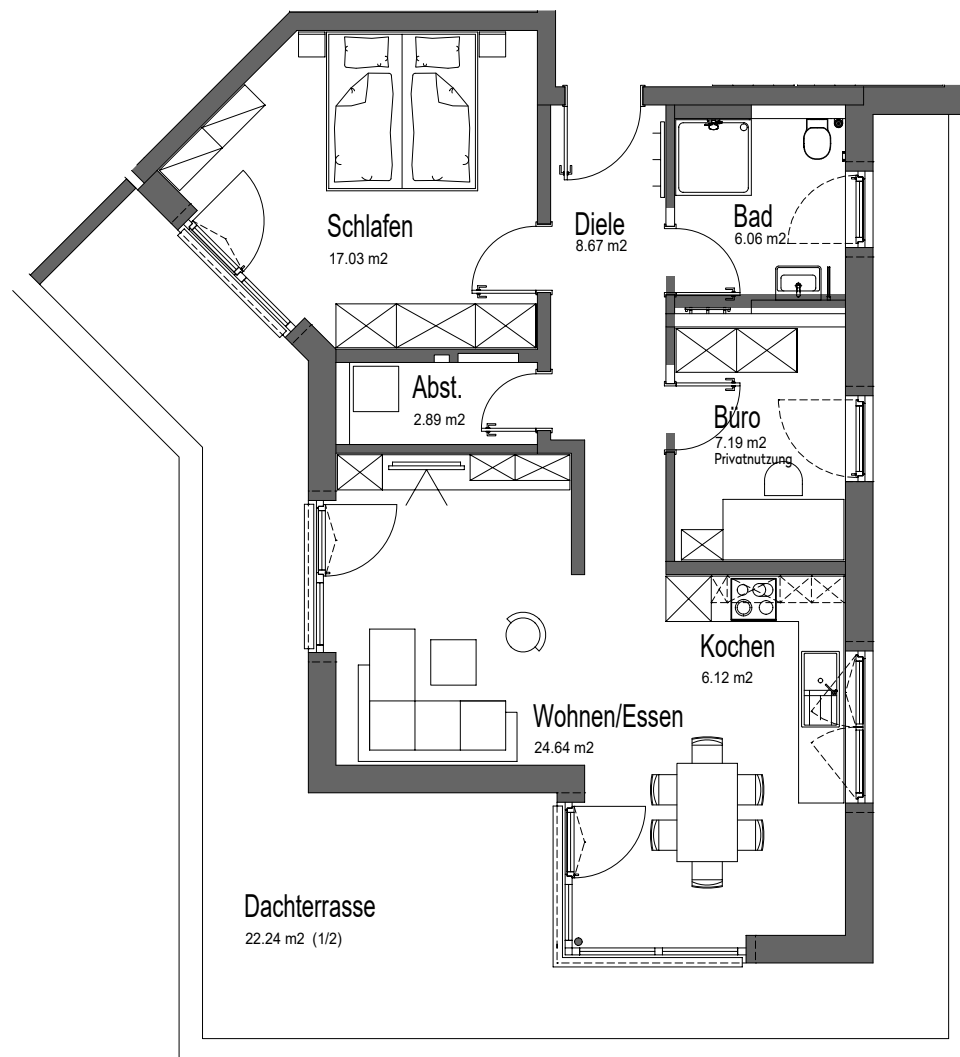 Schlafen
17.03 m2
Diele
8.67 m2
Bad
6.06 m2
Abst.
2.89 m2
Büro
7.19 m2
Privatnutzung
Kochen
6.12 m2
Wohnen/Essen
24.64 m2
Dachterrasse
22.24 m2 (1/2)